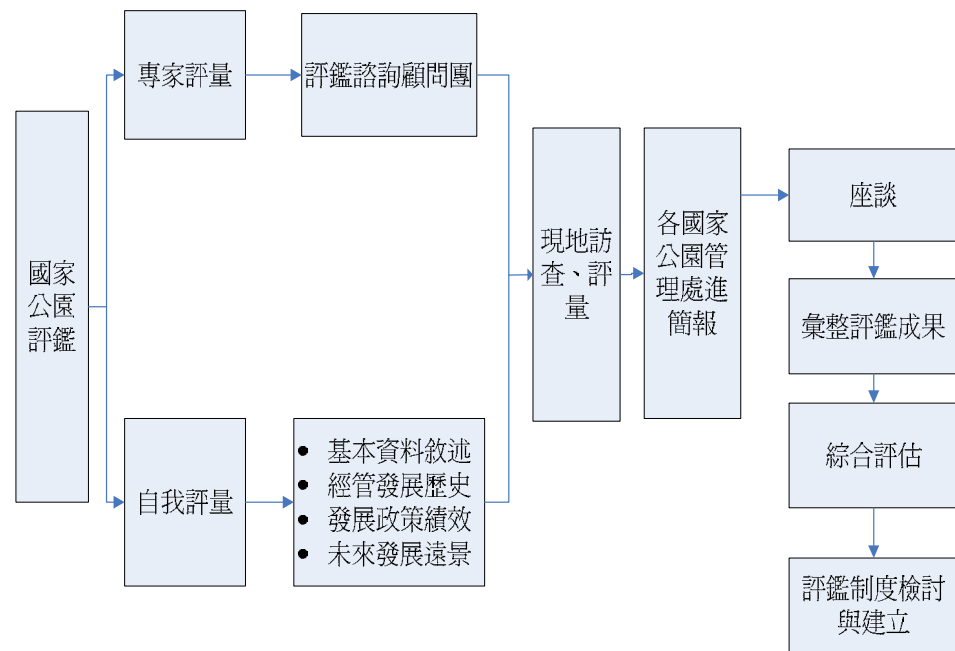 國家
公園
評鑑
專家評量
評鑑諮詢顧問團
自我評量
• 基本資料敘述
• 經管發展歷史
• 發展政策績效
• 未來發展遠景
現地訪
查、評
量
各國家
公園管
理處進
簡報
座談
彙整評鑑成果
綜合評估
評鑑制度檢討
與建立